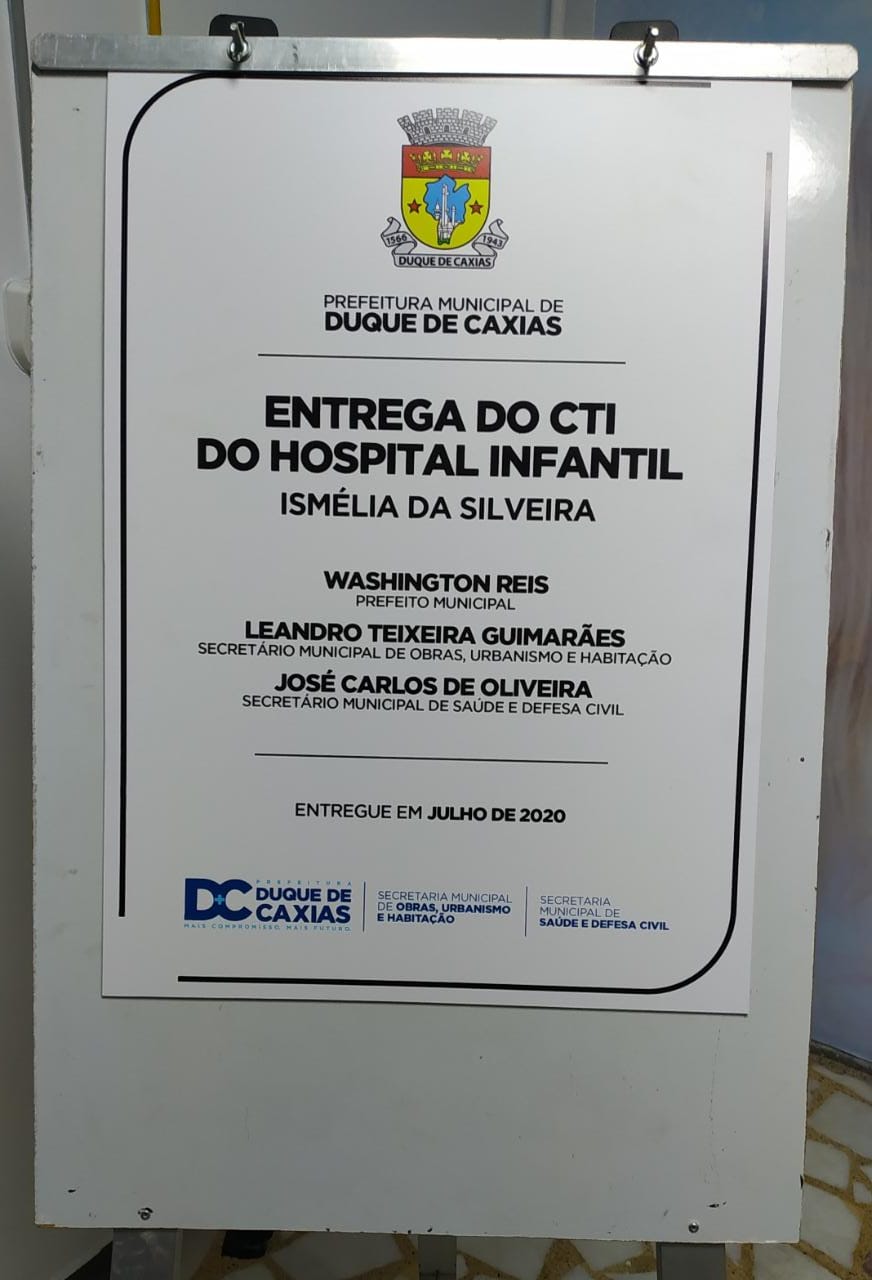 1566
1943
DUQUE DE CAXIAS
PREFEITURA MUNICIPAL DE
DUQUE DE CAXIAS
ENTREGA DO CTI
DO HOSPITAL INFANTIL
ISMÉLIA DA SILVEIRA
WASHINGTON REIS
PREFEITO MUNICIPAL
LEANDRO TEIXEIRA GUIMARÃES
SECRETÁRIO MUNICIPAL DE OBRAS, URBANISMO E HABITAÇÃO
JOSÉ CARLOS DE OLIVEIRA
SECRETÁRIO MUNICIPAL DE SAÚDE E DEFESA CIVIL
ENTREGUE EM JULHO DE 2020
D+C
PREFEITURA
DUQUE DE
CAXIAS
MAIS COMPROMISSO, MAIS FUTURO.
SECRETARIA MUNICIPAL
DE OBRAS, URBANISMO
E HABITAÇÃO
SECRETARIA
MUNICIPAL DE
SAÚDE E DEFESA CIVIL